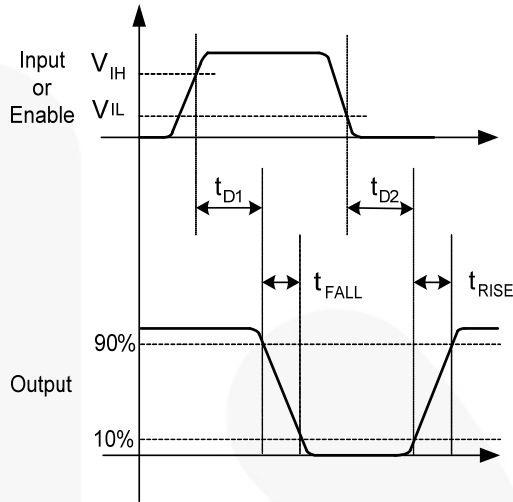 Input
or
Enable
VIH
VIL
tD1
tD2
tFALL
tRISE
90%
Output
10%